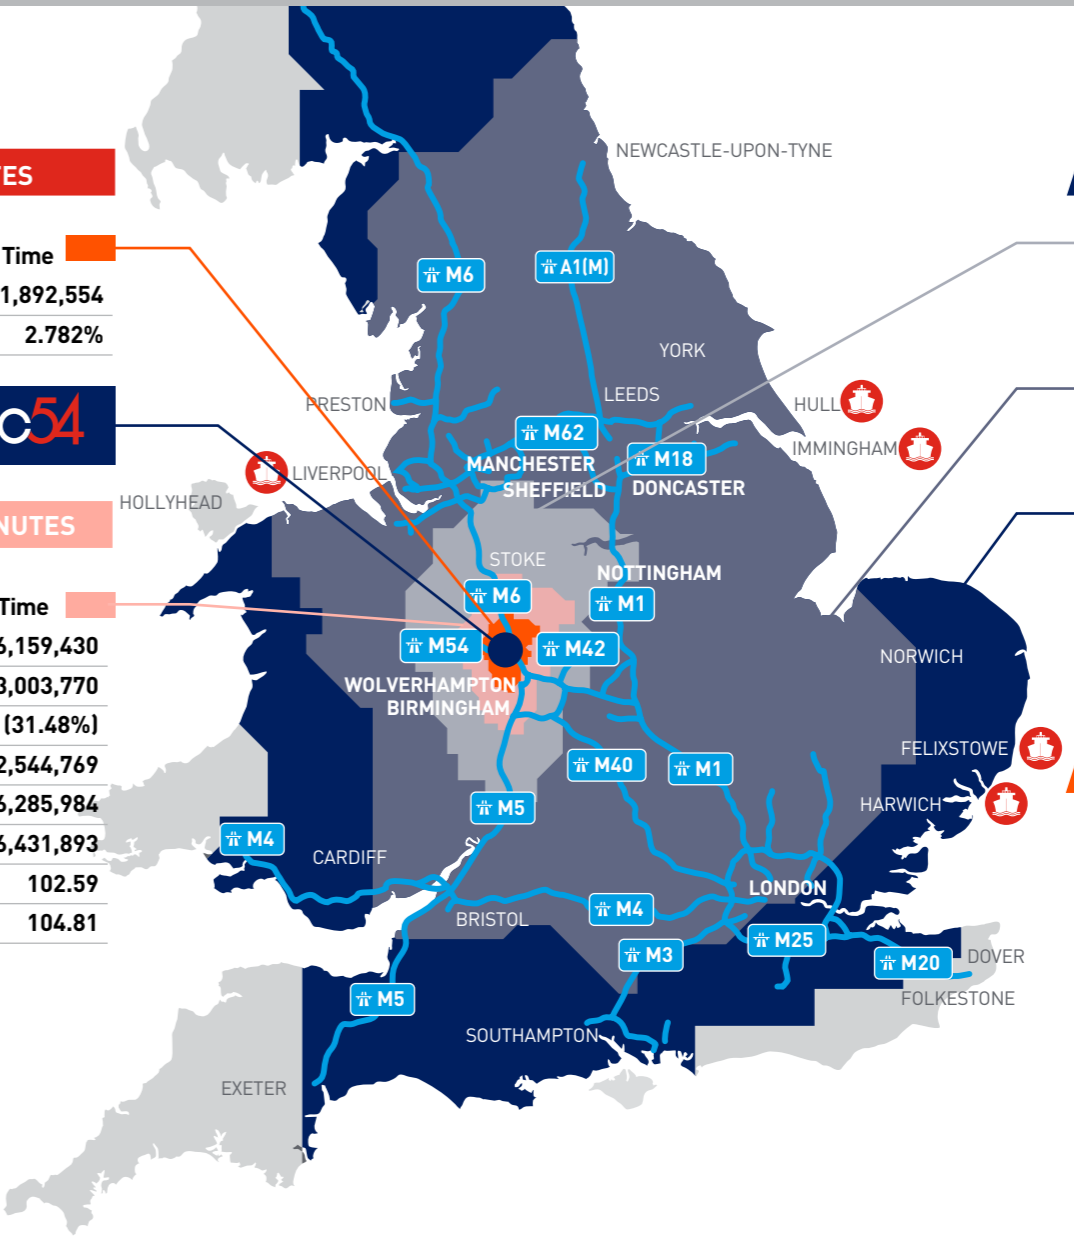 TES
Time
1,892,554
2.782%
c54
NUTES
Time
6,159,430
3,003,770
(31.48%)
2,544,769
6,285,984
6,431,893
102.59
104.81
NEWCASTLE-UPON-TYNE
M6
A1(M)
YORK
LEEDS
PRESTON
HULL
M62
IMMINGHAM
MANCHESTER
M18
LIVERPOOL
SHEFFIELD
DONCASTER
HOLLYHEAD
STOKE
NOTTINGHAM
M6
M1
M54
M42
NORWICH
WOLVERHAMPTON
BIRMINGHAM
FELIXSTOWE
M40
M1
HARWICH
M5
M4
CARDIFF
LONDON
M4
BRISTOL
M25
M3
DOVER
M20
M5
FOLKESTONE
SOUTHAMPTON
EXETER